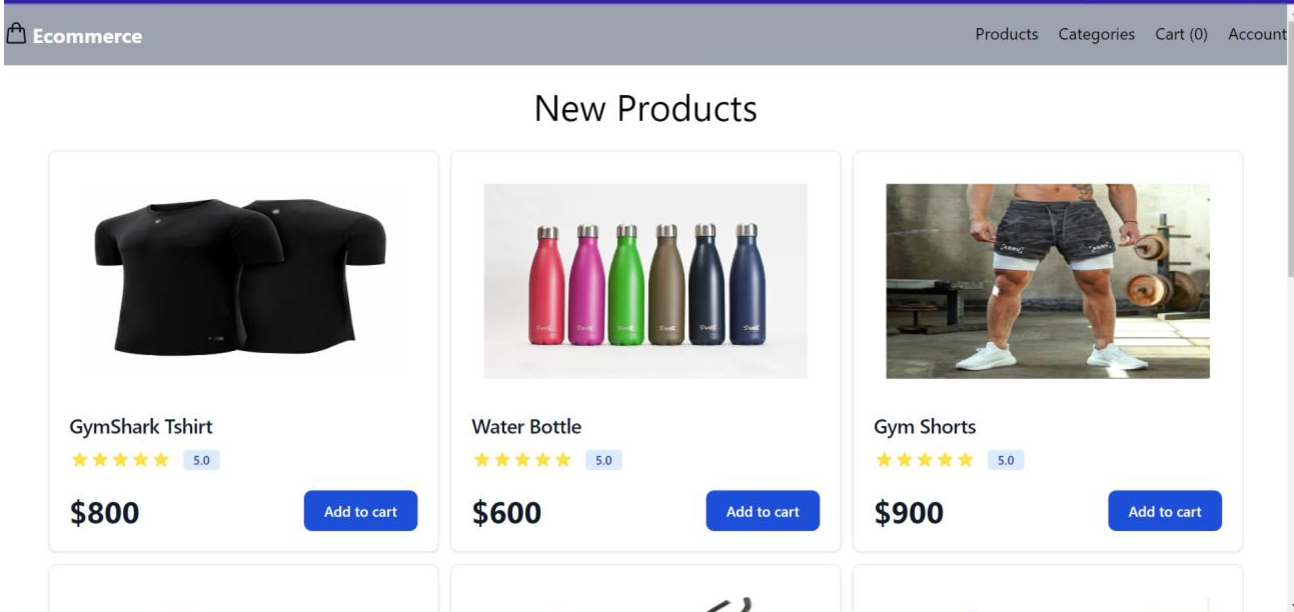 Ecommerce
Products Categories Cart (0) Account
New Products
GymShark Tshirt
5.0
$800
Add to cart
Water Bottle
5.0
$600
Add to cart
Gym Shorts
5.0
$900
Add to cart